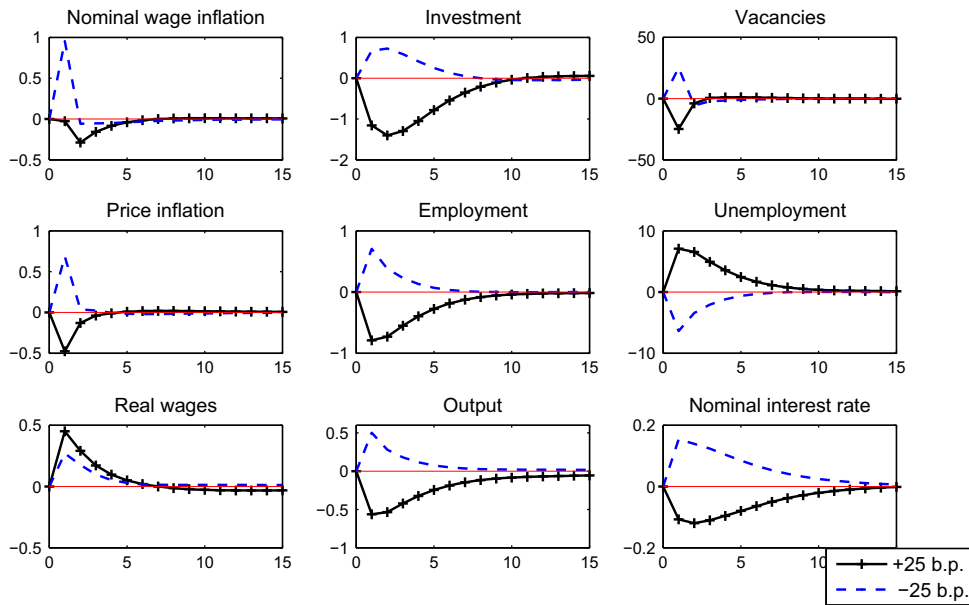 Nominal wage inflation
Investment
Vacancies
1
0.5
0
−0.5
0 5 10 15
1
0
−1
−2
0 5 10 15
50
0
−50
0 5 10 15
Price inflation
Employment
Unemployment
1
0.5
0
−0.5
0 5 10 15
1
0
−1
0 5 10 15
10
0
−10
0 5 10 15
Real wages
Output
Nominal interest rate
0.5
0
−0.5
0 5 10 15
0.5
0
−0.5
−1
0 5 10 15
0.2
0
−0.2
0 5 10 15
+25 b.p.
−25 b.p.